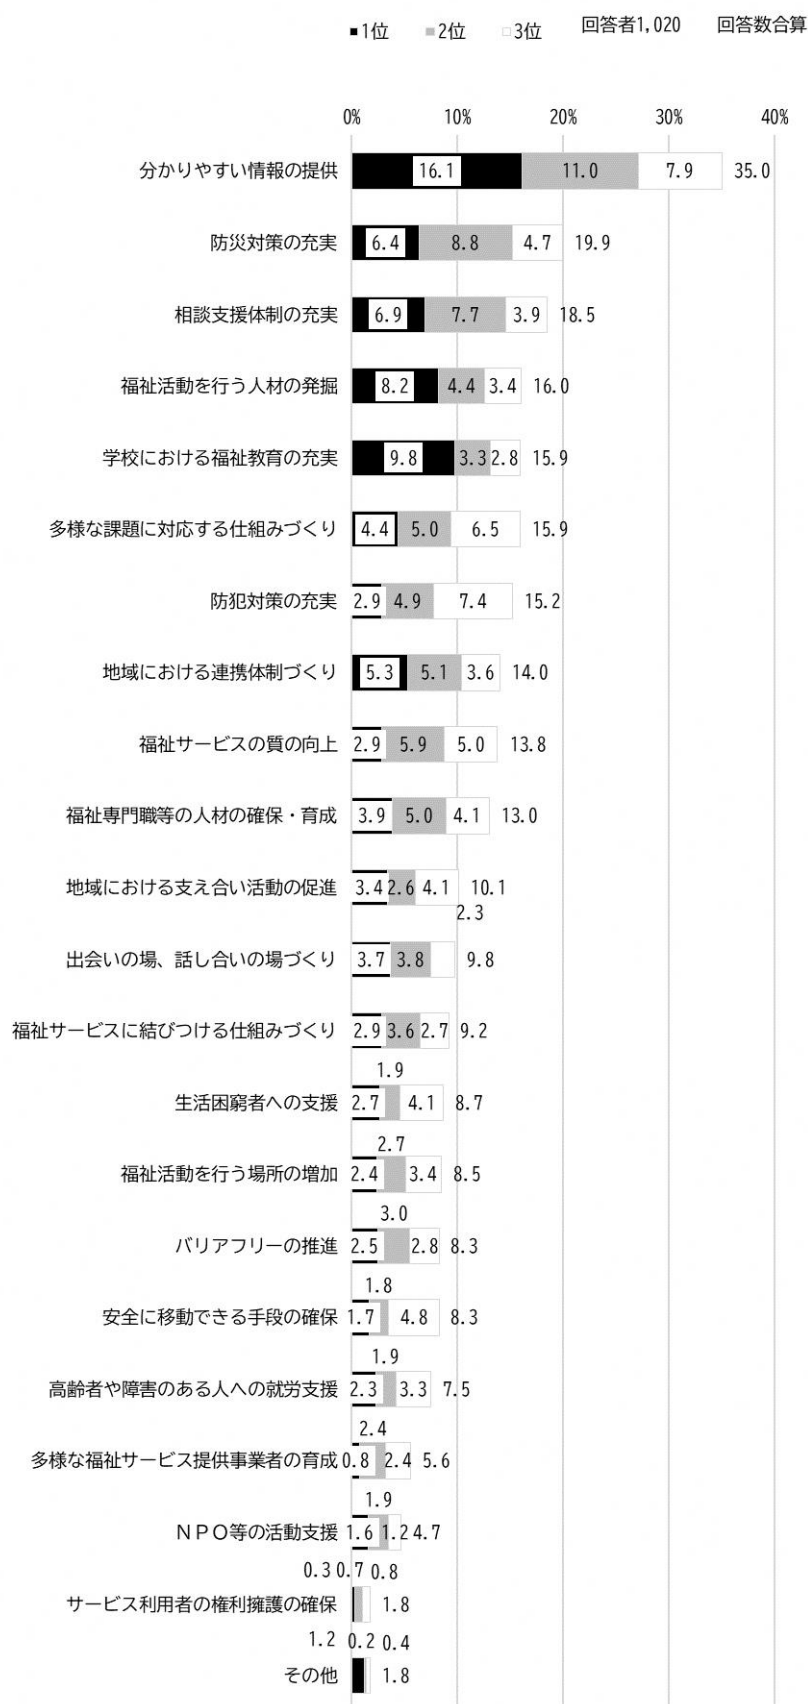 ■1位 ■2位 □3位 回答者1,020 回答数合算
0% 10% 20% 30% 40%
分かりやすい情報の提供 16.1 11.0 7.9 35.0
防災対策の充実 6.4 8.8 4.7 19.9
相談支援体制の充実 6.9 7.7 3.9 18.5
福祉活動を行う人材の発掘 8.2 4.4 3.4 16.0
学校における福祉教育の充実 9.8 3.3 2.8 15.9
多様な課題に対応する仕組みづくり 4.4 5.0 6.5 15.9
防犯対策の充実 2.9 4.9 7.4 15.2
地域における連携体制づくり 5.3 5.1 3.6 14.0
福祉サービスの質の向上 2.9 5.9 5.0 13.8
福祉専門職等の人材の確保・育成 3.9 5.0 4.1 13.0
地域における支え合い活動の促進 3.4 2.6 4.1 10.1
2.3
出会いの場、話し合いの場づくり 3.7 3.8 9.8
福祉サービスに結びつける仕組みづくり 2.9 3.6 2.7 9.2
1.9
生活困窮者への支援 2.7 4.1 8.7
2.7
福祉活動を行う場所の増加 2.4 3.4 8.5
3.0
バリアフリーの推進 2.5 2.8 8.3
1.8
安全に移動できる手段の確保 1.7 4.8 8.3
1.9
高齢者や障害のある人への就労支援 2.3 3.3 7.5
2.4
多様な福祉サービス提供事業者の育成 0.8 2.4 5.6
1.9
NPO等の活動支援 1.6 1.2 4.7
0.3 0.7 0.8
サービス利用者の権利擁護の確保 1.8
1.2 0.2 0.4
その他 1.8